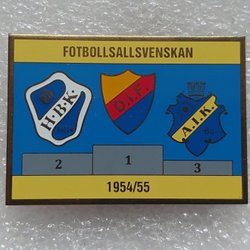 FOTBOLLSALLSVENSKAN
H.B.K
D.I.F.
A.I.K.
2
1
3
1954/55